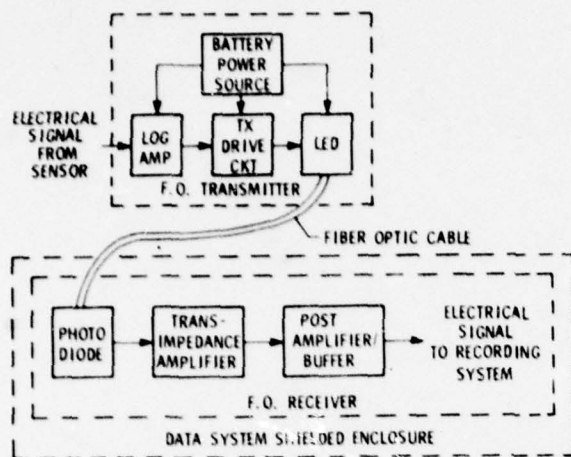 BATTERY
POWER
SOURCE
ELECTRICAL
SIGNAL
FROM
SENSOR
LOG
AMP
TX
DRIVE
CKT
LED
F.O. TRANSMITTER
FIBER OPTIC CABLE
PHOTO
DIODE
TRANS-
IMPEDANCE
AMPLIFIER
POST
AMPLIFIER/
BUFFER
ELECTRICAL
SIGNAL
TO RECORDING
SYSTEM
F.O. RECEIVER
DATA SYSTEM SHIELDED ENCLOSURE